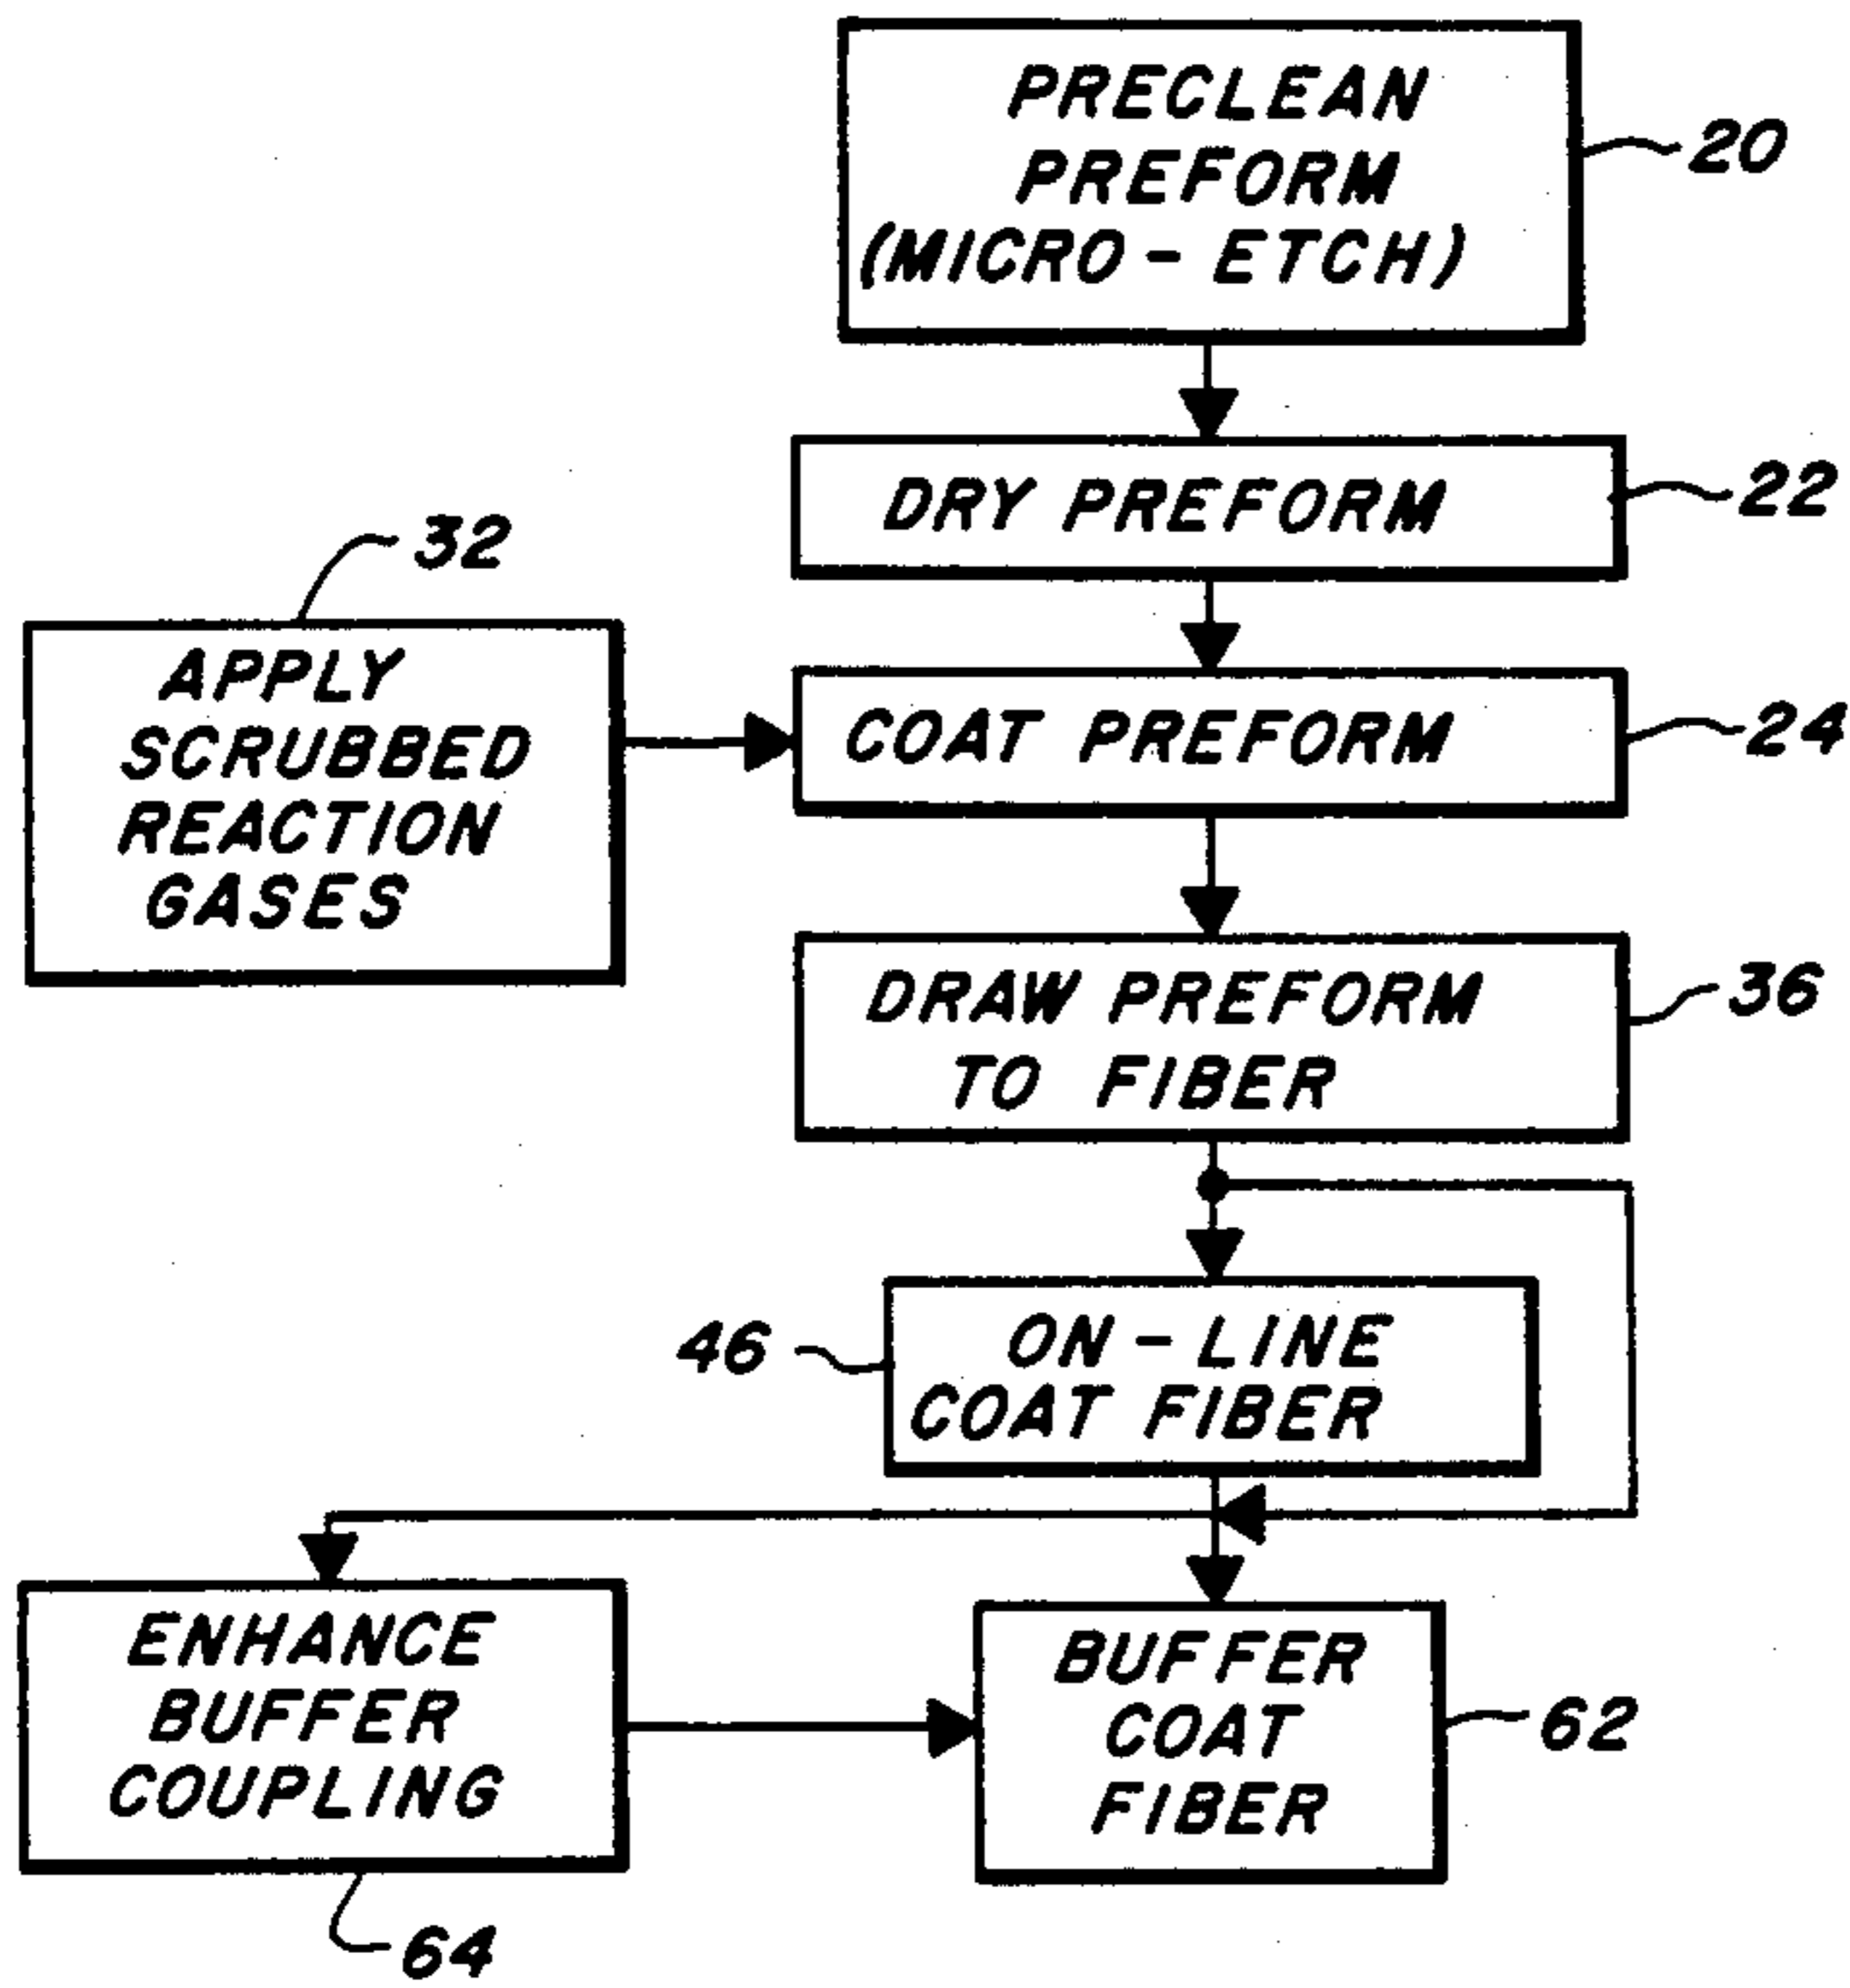 PRECLEAN
PREFORM
(MICRO-ETCH)
20
DRY PREFORM
22
32
APPLY
SCRUBBED
REACTION
GASES
COAT PREFORM
24
DRAW PREFORM
TO FIBER
36
46
ON-LINE
COAT FIBER
ENHANCE
BUFFER
COUPLING
64
BUFFER
COAT
FIBER
62